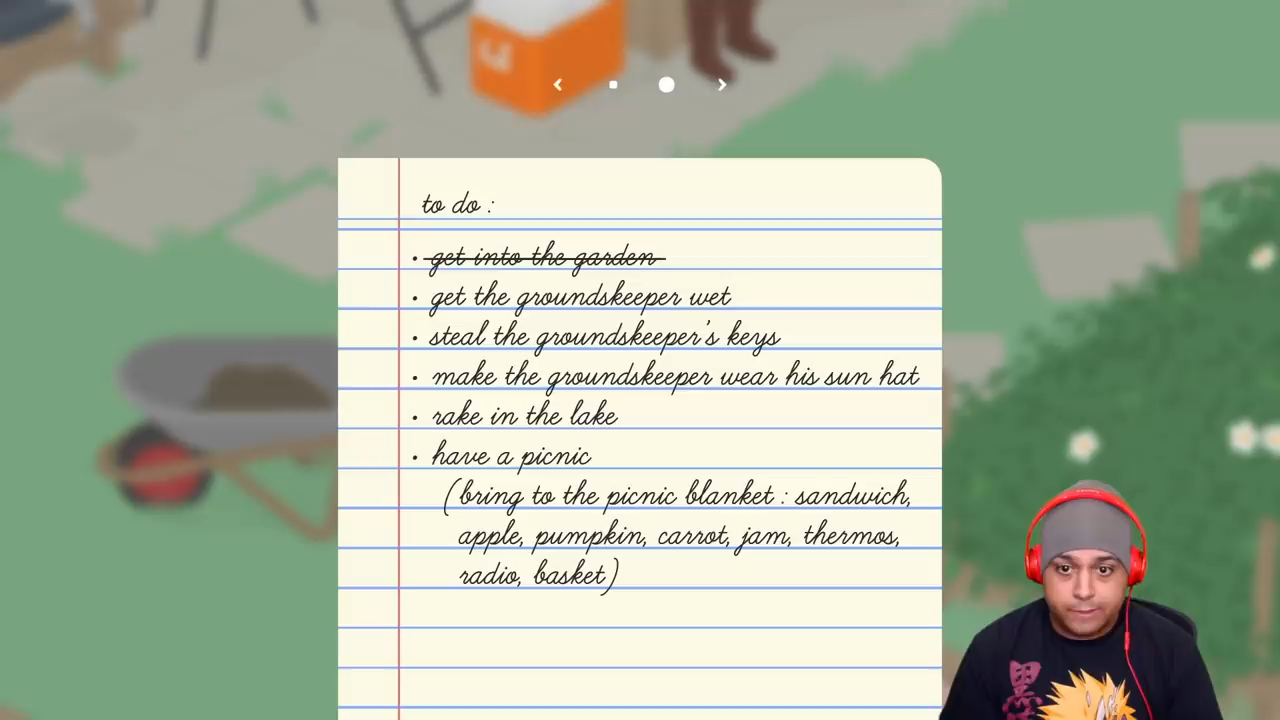 to do :
• get into the garden
• get the groundskeeper wet
• steal the groundskeeper's keys
• make the groundskeeper wear his sun hat
• rake in the lake
• have a picnic
(bring to the picnic blanket : sandwich,
apple, pumpkin, carrot, jam, thermos,
radio, basket)
黒